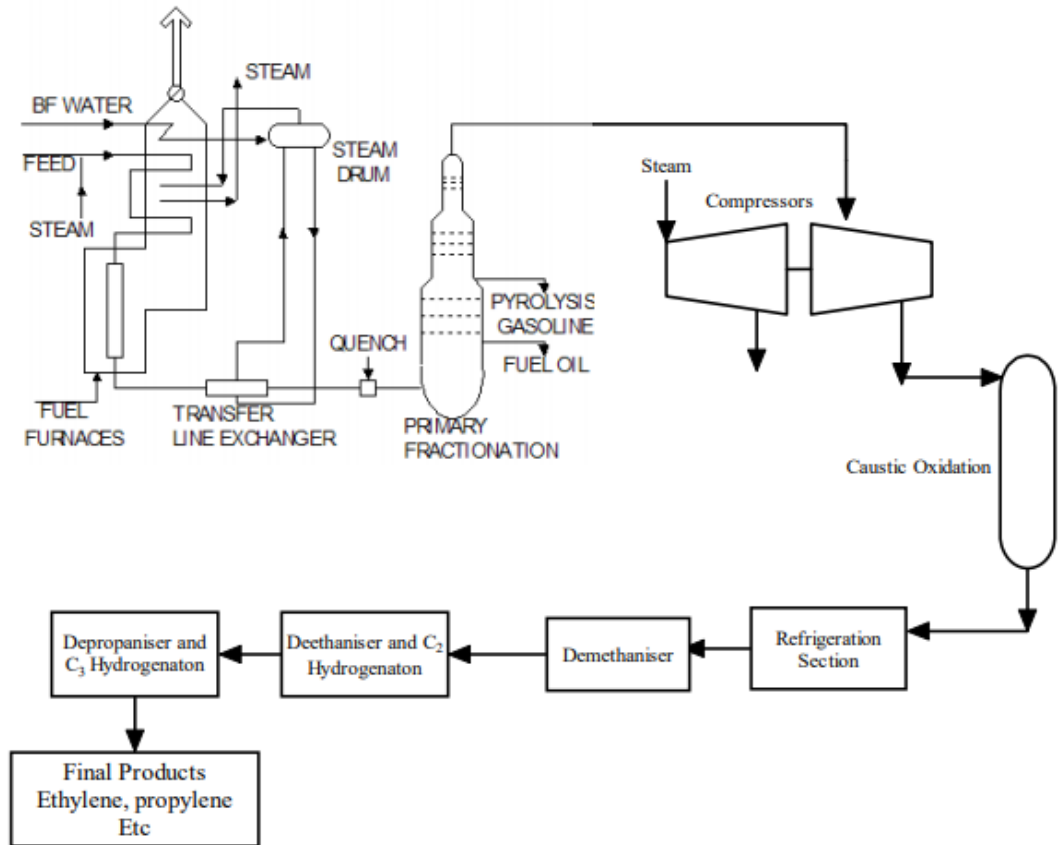 STEAM
BF WATER
STEAM
DRUM
FEED
STEAM
Steam
Compressors
PYROLYSIS
GASOLINE
QUENCH
FUEL OIL
FUEL
FURNACES
TRANSFER
LINE EXCHANGER
PRIMARY
FRACTIONATION
Caustic Oxidation
Depropaniser and
C₃ Hydrogenaton
Deethaniser and C₂
Hydrogenaton
Demethaniser
Refrigeration
Section
Final Products
Ethylene, propylene
Etc